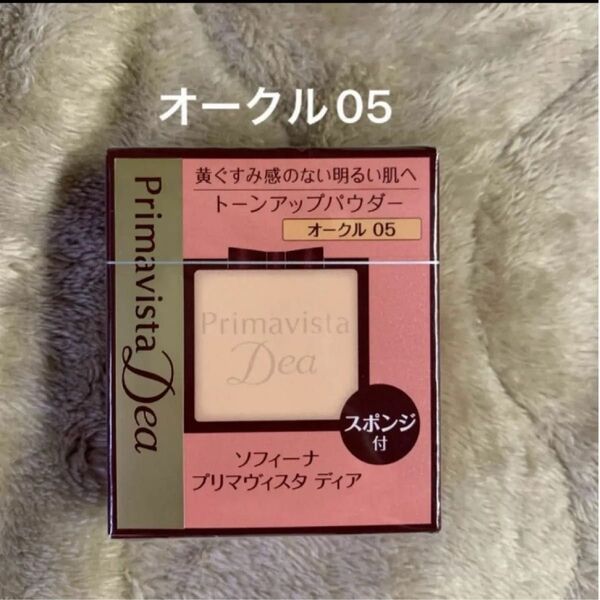 オークル05
黄ぐすみ感のない明るい肌へ
トーンアップパウダー
オークル 05
Primavista Dea
Primavista
Dea
スポンジ
付
ソフィーナ
プリマヴィスタ ディア